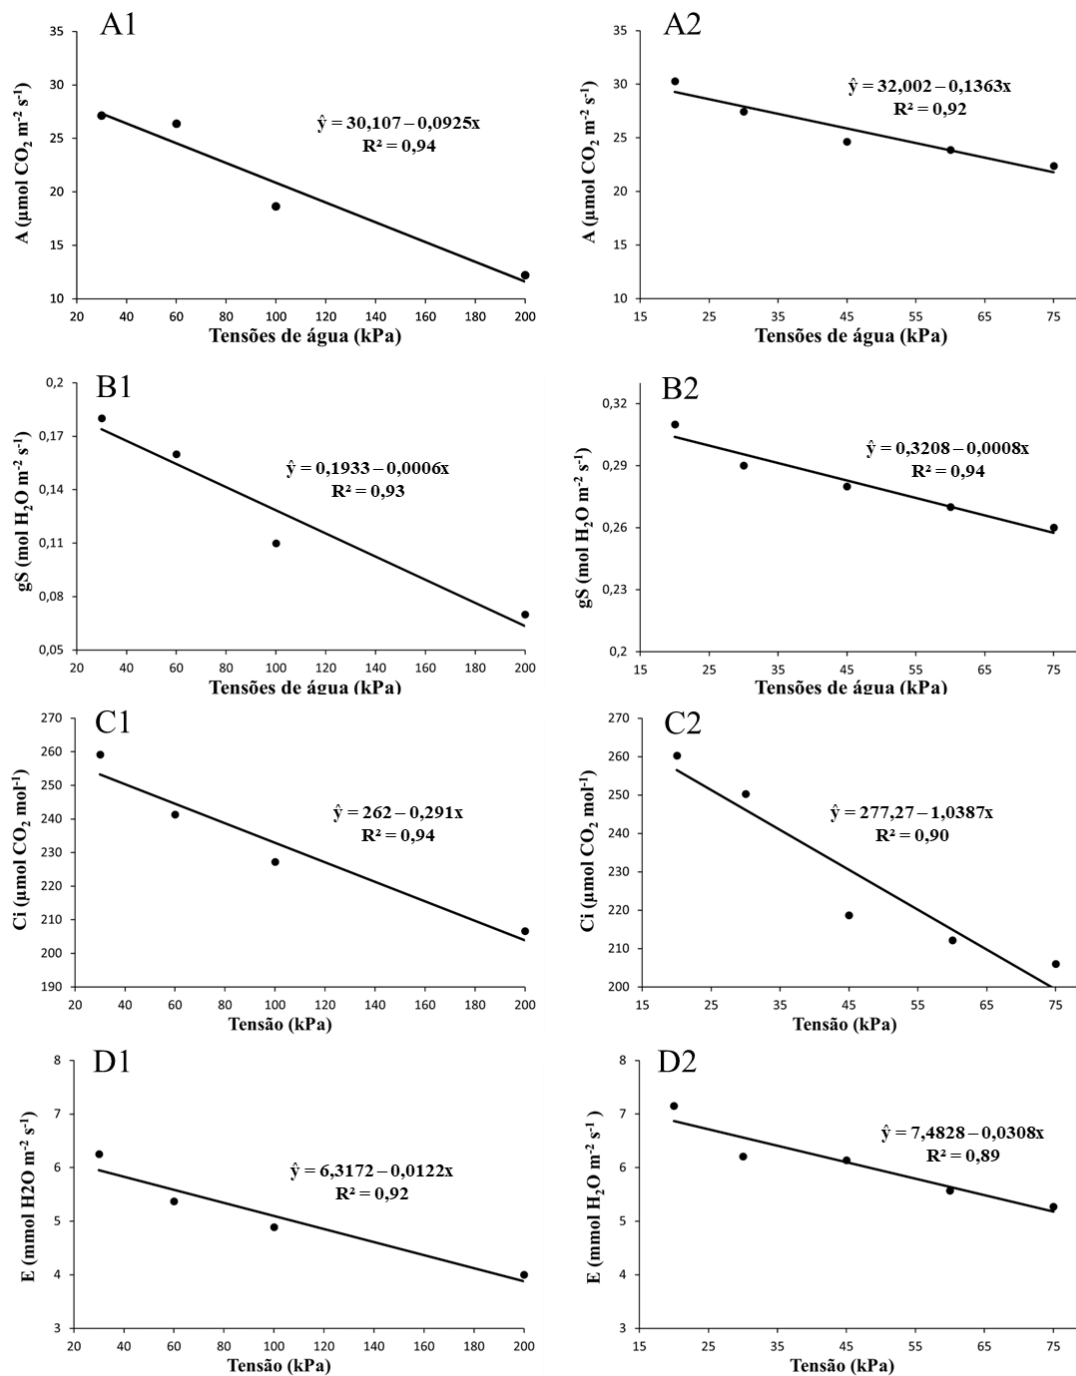 A1
35
30
25
20
15
10
A (µmol CO₂ m⁻² s⁻¹)
ŷ = 30,107 – 0,0925x
R² = 0,94
20 40 60 80 100 120 140 160 180 200
Tensões de água (kPa)
A2
35
30
25
20
15
10
A (µmol CO₂ m⁻² s⁻¹)
ŷ = 32,002 – 0,1363x
R² = 0,92
15 25 35 45 55 65 75
Tensões de água (kPa)
B1
0,2
0,17
0,14
0,11
0,08
0,05
gS (mol H₂O m⁻² s⁻¹)
ŷ = 0,1933 – 0,0006x
R² = 0,93
20 40 60 80 100 120 140 160 180 200
Tensões de água (kPa)
B2
0,32
0,29
0,26
0,23
0,2
gS (mol H₂O m⁻² s⁻¹)
ŷ = 0,3208 – 0,0008x
R² = 0,94
15 25 35 45 55 65 75
Tensões de água (kPa)
C1
270
260
250
240
230
220
210
200
190
Ci (µmol CO₂ mol⁻¹)
ŷ = 262 – 0,291x
R² = 0,94
20 40 60 80 100 120 140 160 180 200
Tensão (kPa)
C2
270
260
250
240
230
220
210
200
Ci (µmol CO₂ mol⁻¹)
ŷ = 277,27 – 1,0387x
R² = 0,90
15 25 35 45 55 65 75
Tensão (kPa)
D1
8
7
6
5
4
3
E (mmol H2O m⁻² s⁻¹)
ŷ = 6,3172 – 0,0122x
R² = 0,92
20 40 60 80 100 120 140 160 180 200
Tensão (kPa)
D2
8
7
6
5
4
3
E (mmol H₂O m⁻² s⁻¹)
ŷ = 7,4828 – 0,0308x
R² = 0,89
15 25 35 45 55 65 75
Tensão (kPa)